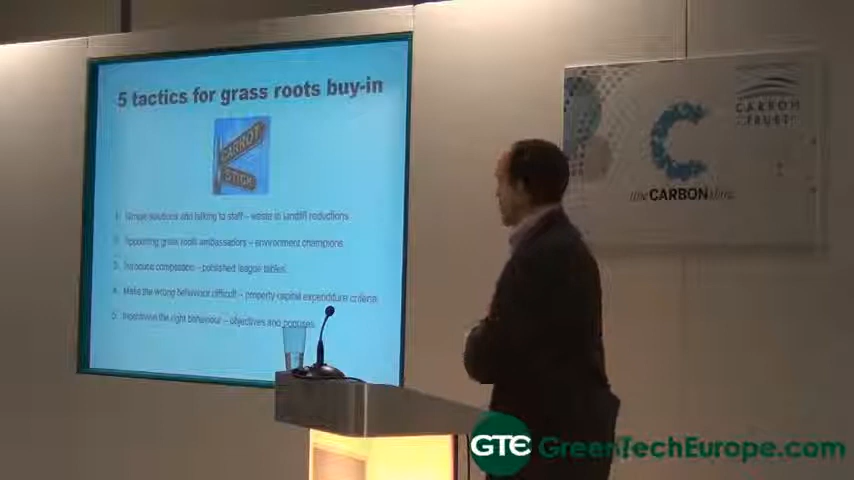 5 tactics for grass roots buy-in
CARROT
STICK
1. Simple solutions and talking to staff – waste to landfill reductions.
2. Appointing grass roots ambassadors – environment champions.
3. Introduce competition – published league tables.
4. Make the wrong behaviour difficult – property capital expenditure criteria.
5. Incentivise the right behaviour – objectives and bonuses.
CARBON
TRUST
the CARBON show
GTE GreenTechEurope.com